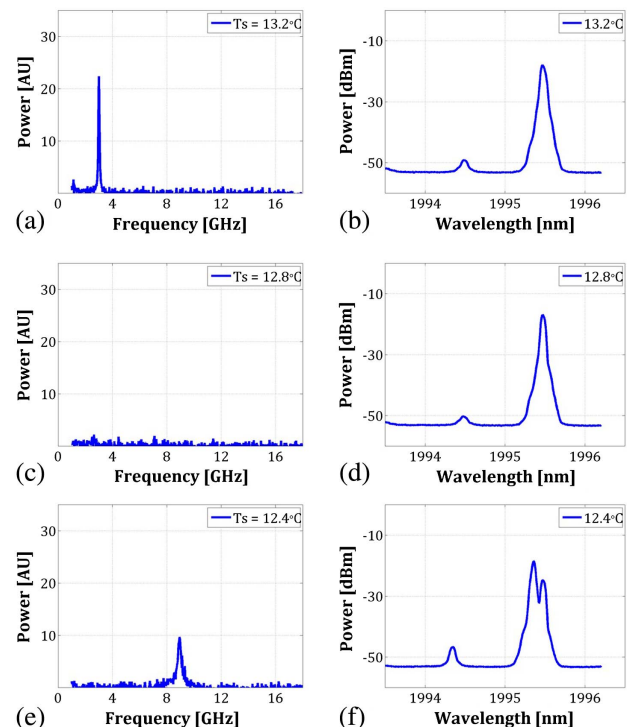 30
20
10
Power [AU]
Ts = 13.2°C
0 4 8 12 16
(a) Frequency [GHz]
-10
-30
-50
Power [dBm]
13.2°C
1994 1995 1996
(b) Wavelength [nm]
30
20
10
Power [AU]
Ts = 12.8°C
0 4 8 12 16
(c) Frequency [GHz]
-10
-30
-50
Power [dBm]
12.8°C
1994 1995 1996
(d) Wavelength [nm]
30
20
10
Power [AU]
Ts = 12.4°C
0 4 8 12 16
(e) Frequency [GHz]
-10
-30
-50
Power [dBm]
12.4°C
1994 1995 1996
(f) Wavelength [nm]